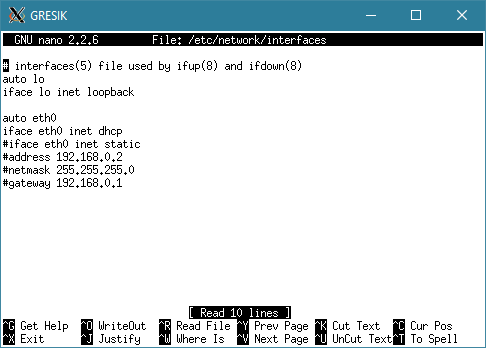 GRESIK
GNU nano 2.2.6 File: /etc/network/interfaces
# interfaces(5) file used by ifup(8) and ifdown(8)
auto lo
iface lo inet loopback
auto eth0
iface eth0 inet dhcp
#iface eth0 inet static
#address 192.168.0.2
#netmask 255.255.255.0
#gateway 192.168.0.1
[ Read 10 lines ]
^G Get Help ^O WriteOut ^R Read File ^Y Prev Page ^K Cut Text ^C Cur Pos
^X Exit ^J Justify ^W Where Is ^V Next Page ^U UnCut Text ^T To Spell